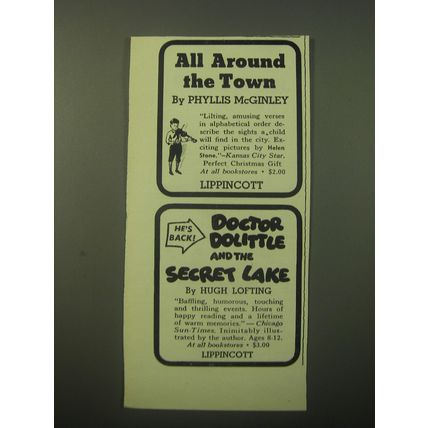 All Around
the Town
By PHYLLIS McGINLEY
"Lilting, amusing verses
in alphabetical order de-
scribe the sights a child
will find in the city. Ex-
citing pictures by Helen
Stone."—Kansas City Star.
Perfect Christmas Gift
At all bookstores • $2.00
LIPPINCOTT
HE'S
BACK!
DOCTOR
DOLITTLE
AND THE
SECRET LAKE
By HUGH LOFTING
"Baffling, humorous, touching
and thrilling events. Hours of
happy reading and a lifetime
of warm memories."— Chicago
Sun-Times. Inimitably illus-
trated by the author. Ages 8-12.
At all bookstores • $3.00
LIPPINCOTT